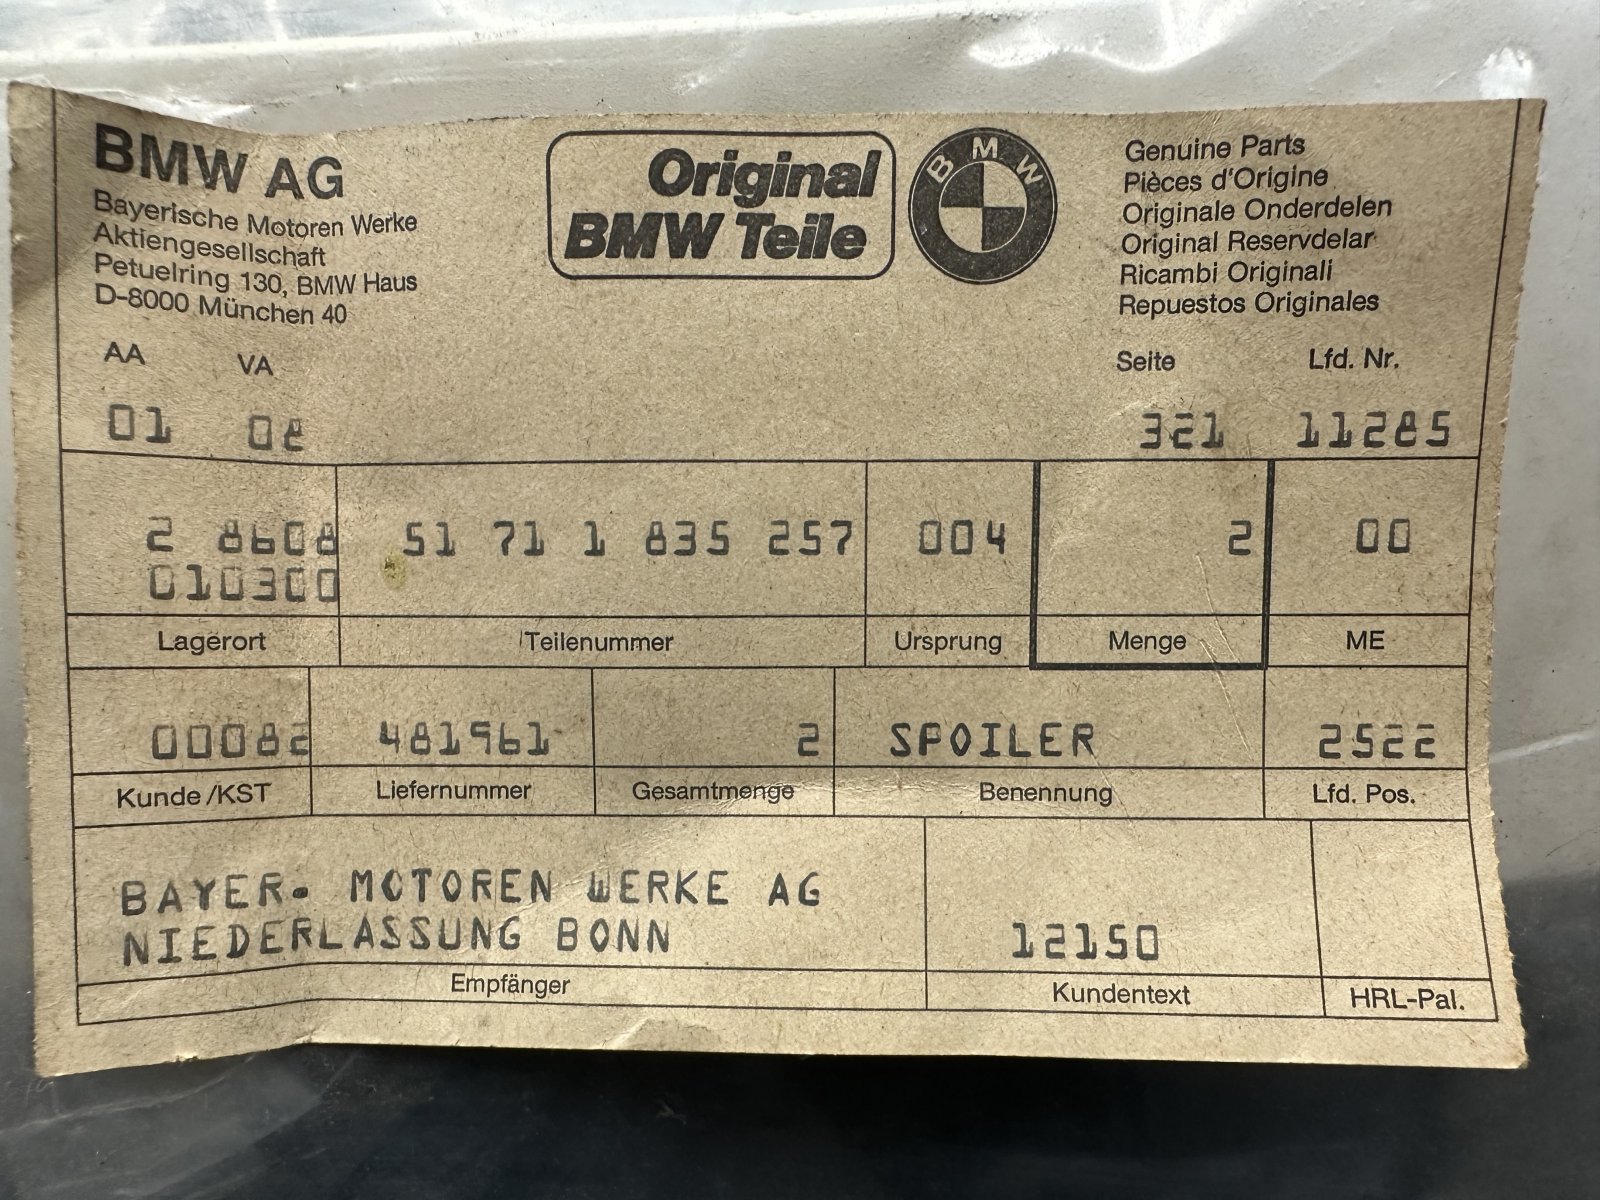 BMW AG
Bayerische Motoren Werke
Aktiengesellschaft
Petuelring 130, BMW Haus
D-8000 München 40
Original
BMW Teile
BMW
Genuine Parts
Pièces d'Origine
Originale Onderdelen
Original Reservdelar
Ricambi Originali
Repuestos Originales
AA VA Seite Lfd. Nr.
01 08 321 11285
2 8608 51 71 1 835 257 004 2 00
010300
Lagerort Teilenummer Ursprung Menge ME
00082 481961 2 SPOILER 2522
Kunde/KST Liefernummer Gesamtmenge Benennung Lfd. Pos.
BAYER. MOTOREN WERKE AG
NIEDERLASSUNG BONN 12150
Empfänger Kundentext HRL-Pal.